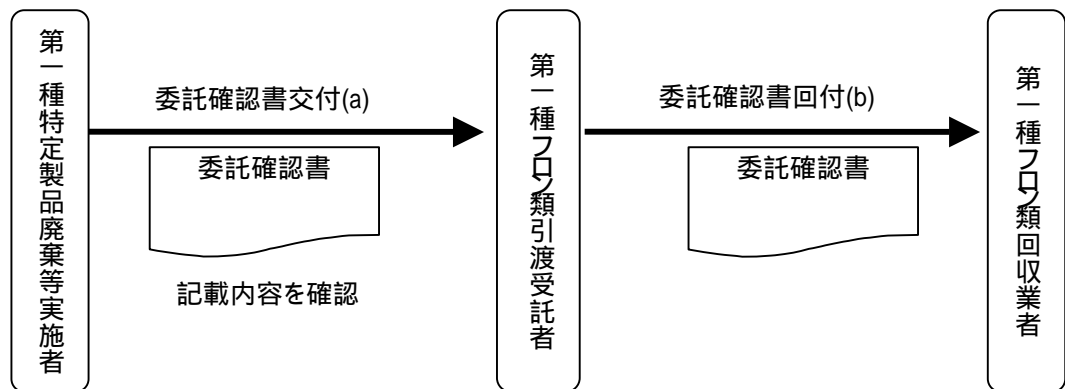 第一種特定製品廃棄等実施者
委託確認書交付(a)
委託確認書
記載内容を確認
第一種フロン類引渡受託者
委託確認書回付(b)
委託確認書
第一種フロン類回収業者